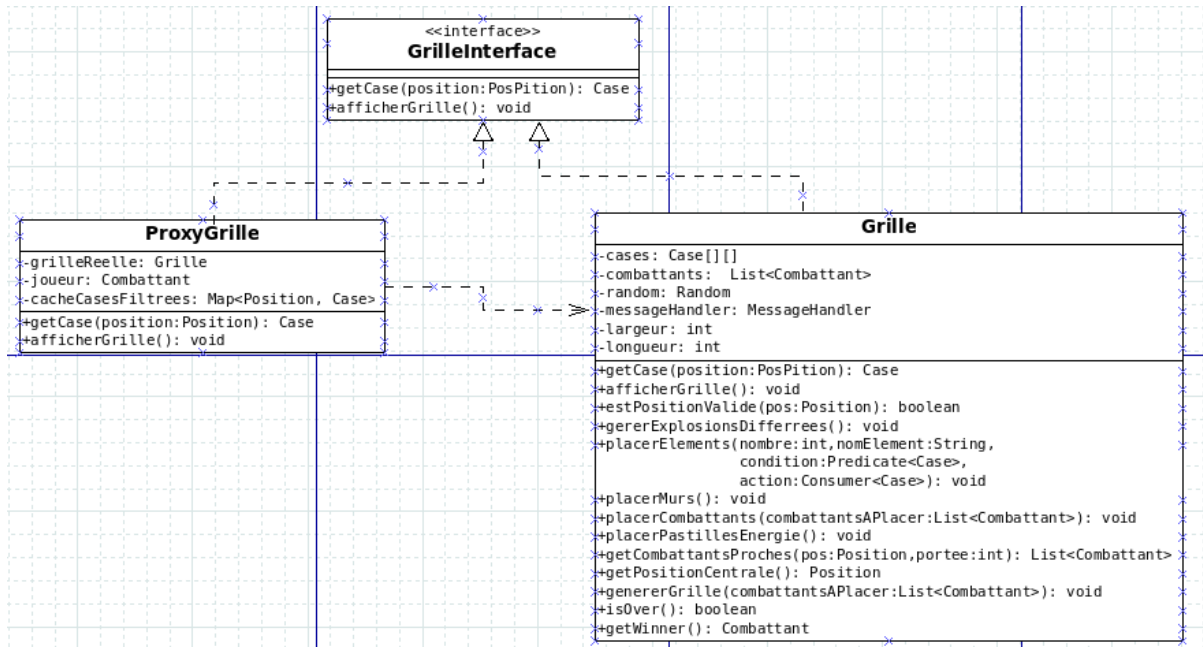 <<interface>>
GrilleInterface
+getCase(position:PosPition): Case
+afficherGrille(): void
ProxyGrille
-grilleReelle: Grille
-joueur: Combattant
-cacheCasesFiltrees: Map<Position, Case>
+getCase(position:Position): Case
+afficherGrille(): void
Grille
-cases: Case[][]
-combattants:  List<Combattant>
-random: Random
-messageHandler: MessageHandler
-largeur: int
-longueur: int
+getCase(position:PosPition): Case
+afficherGrille(): void
+estPositionValide(pos:Position): boolean
+gererExplosionsDifferrees(): void
+placerElements(nombre:int,nomElement:String,
condition:Predicate<Case>,
action:Consumer<Case>): void
+placerMurs(): void
+placerCombattants(combattantsAPlacer:List<Combattant>): void
+placerPastillesEnergie(): void
+getCombattantsProches(pos:Position,portee:int): List<Combattant>
+getPositionCentrale(): Position
+genererGrille(combattantsAPlacer:List<Combattant>): void
+isOver(): boolean
+getWinner(): Combattant